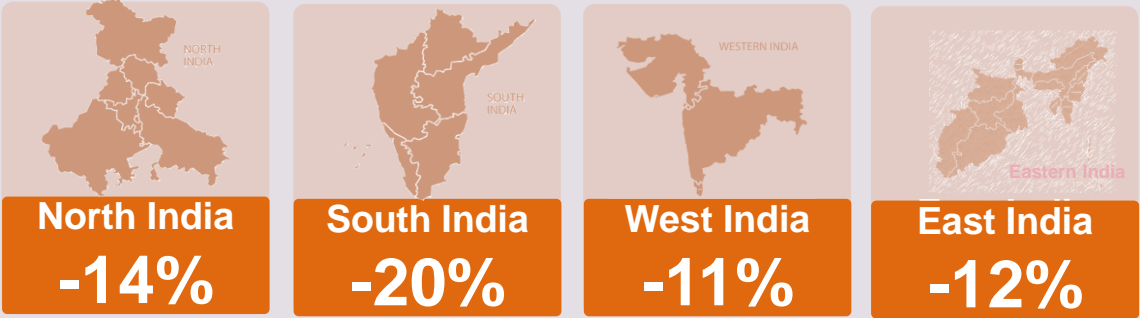 NORTH
INDIA
North India
-14%
SOUTH
INDIA
South India
-20%
WESTERN INDIA
West India
-11%
Eastern India
East India
-12%